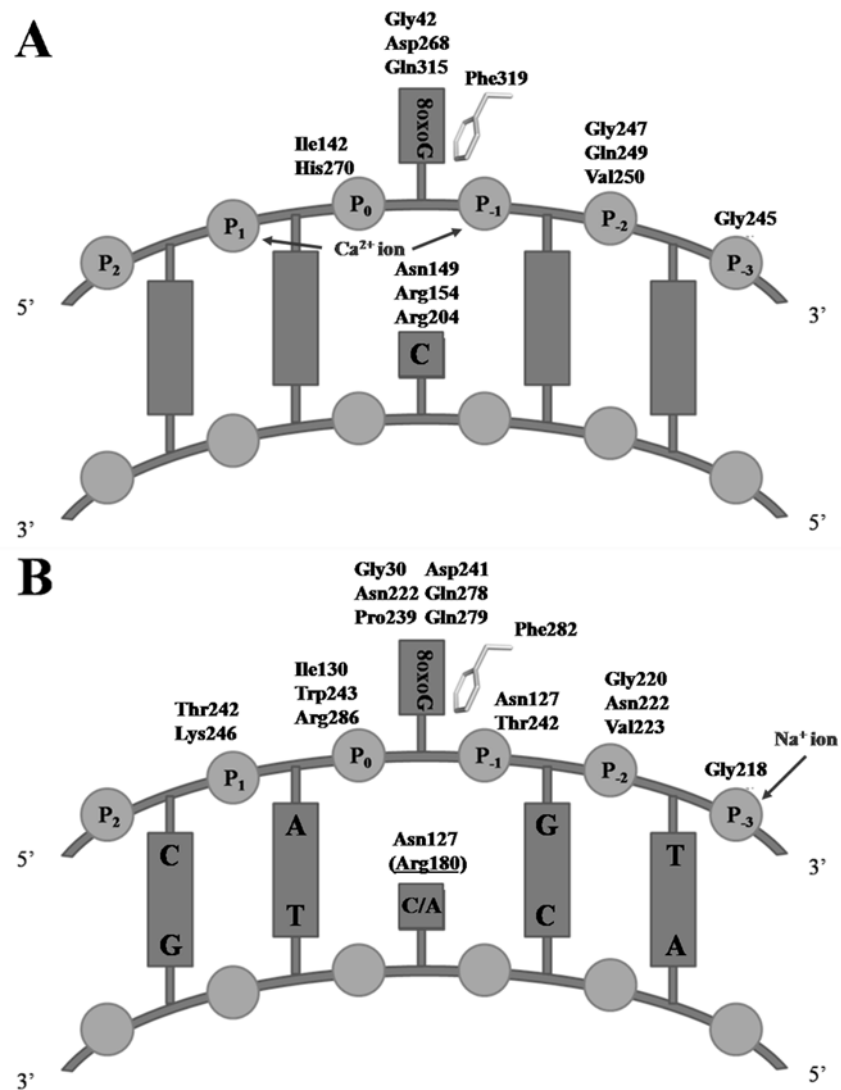 A
Gly42
Asp268
Gln315
Phe319
8oxoG
Ile142
His270
Gly247
Gln249
Val250
Gly245
P2
P1
P0
P-1
P-2
P-3
Ca2+ ion
5’
3’
Asn149
Arg154
Arg204
C
3’
5’
B
Gly30 Asp241
Asn222 Gln278
Pro239 Gln279
Phe282
8oxoG
Ile130
Trp243
Arg286
Thr242
Lys246
Asn127
Thr242
Gly220
Asn222
Val223
Na+ ion
Gly218
P2
P1
P0
P-1
P-2
P-3
5’
3’
C
G
A
T
Asn127
(Arg180)
C/A
G
C
T
A
3’
5’